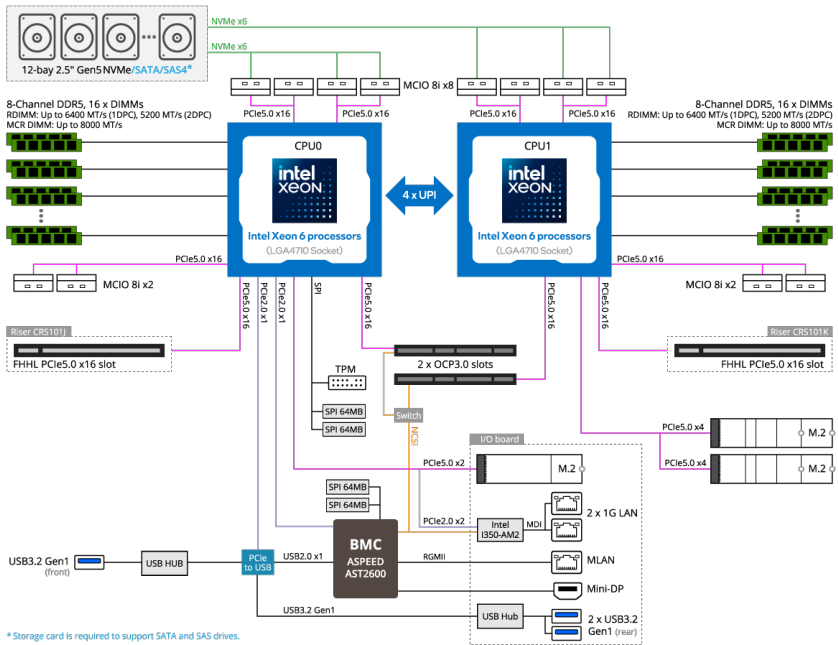 NVMe x6
NVMe x6
12-bay 2.5" Gen5 NVMe/SATA/SAS4*
MCIO 8i x8
PCIe5.0 x16
PCIe5.0 x16
PCIe5.0 x16
PCIe5.0 x16
8-Channel DDR5, 16 x DIMMs
RDIMM: Up to 6400 MT/s (1DPC), 5200 MT/s (2DPC)
MCR DIMM: Up to 8000 MT/s
8-Channel DDR5, 16 x DIMMs
RDIMM: Up to 6400 MT/s (1DPC), 5200 MT/s (2DPC)
MCR DIMM: Up to 8000 MT/s
CPU0
intel
XEON
Intel Xeon 6 processors
(LGA4710 Socket)
4 x UPI
CPU1
intel
XEON
Intel Xeon 6 processors
(LGA4710 Socket)
PCIe5.0 x16
PCIe5.0 x16
MCIO 8i x2
MCIO 8i x2
PCIe5.0 x16
PCIe2.0 x1
PCIe2.0 x1
SPI
PCIe5.0 x16
PCIe5.0 x16
PCIe5.0 x16
Riser CRS101J
FHHL PCIe5.0 x16 slot
Riser CRS101K
FHHL PCIe5.0 x16 slot
2 x OCP3.0 slots
TPM
SPI 64MB
SPI 64MB
Switch
NCSI
I/O board
PCIe5.0 x4
M.2
PCIe5.0 x4
M.2
PCIe5.0 x2
M.2
SPI 64MB
SPI 64MB
PCIe2.0 x2
Intel
I350-AM2
MDI
2 x 1G LAN
BMC
ASPEED
AST2600
RGMII
MLAN
Mini-DP
USB3.2 Gen1
(front)
USB HUB
PCIe
to USB
USB2.0 x1
USB3.2 Gen1
USB Hub
2 x USB3.2
Gen1 (rear)
* Storage card is required to support SATA and SAS drives.